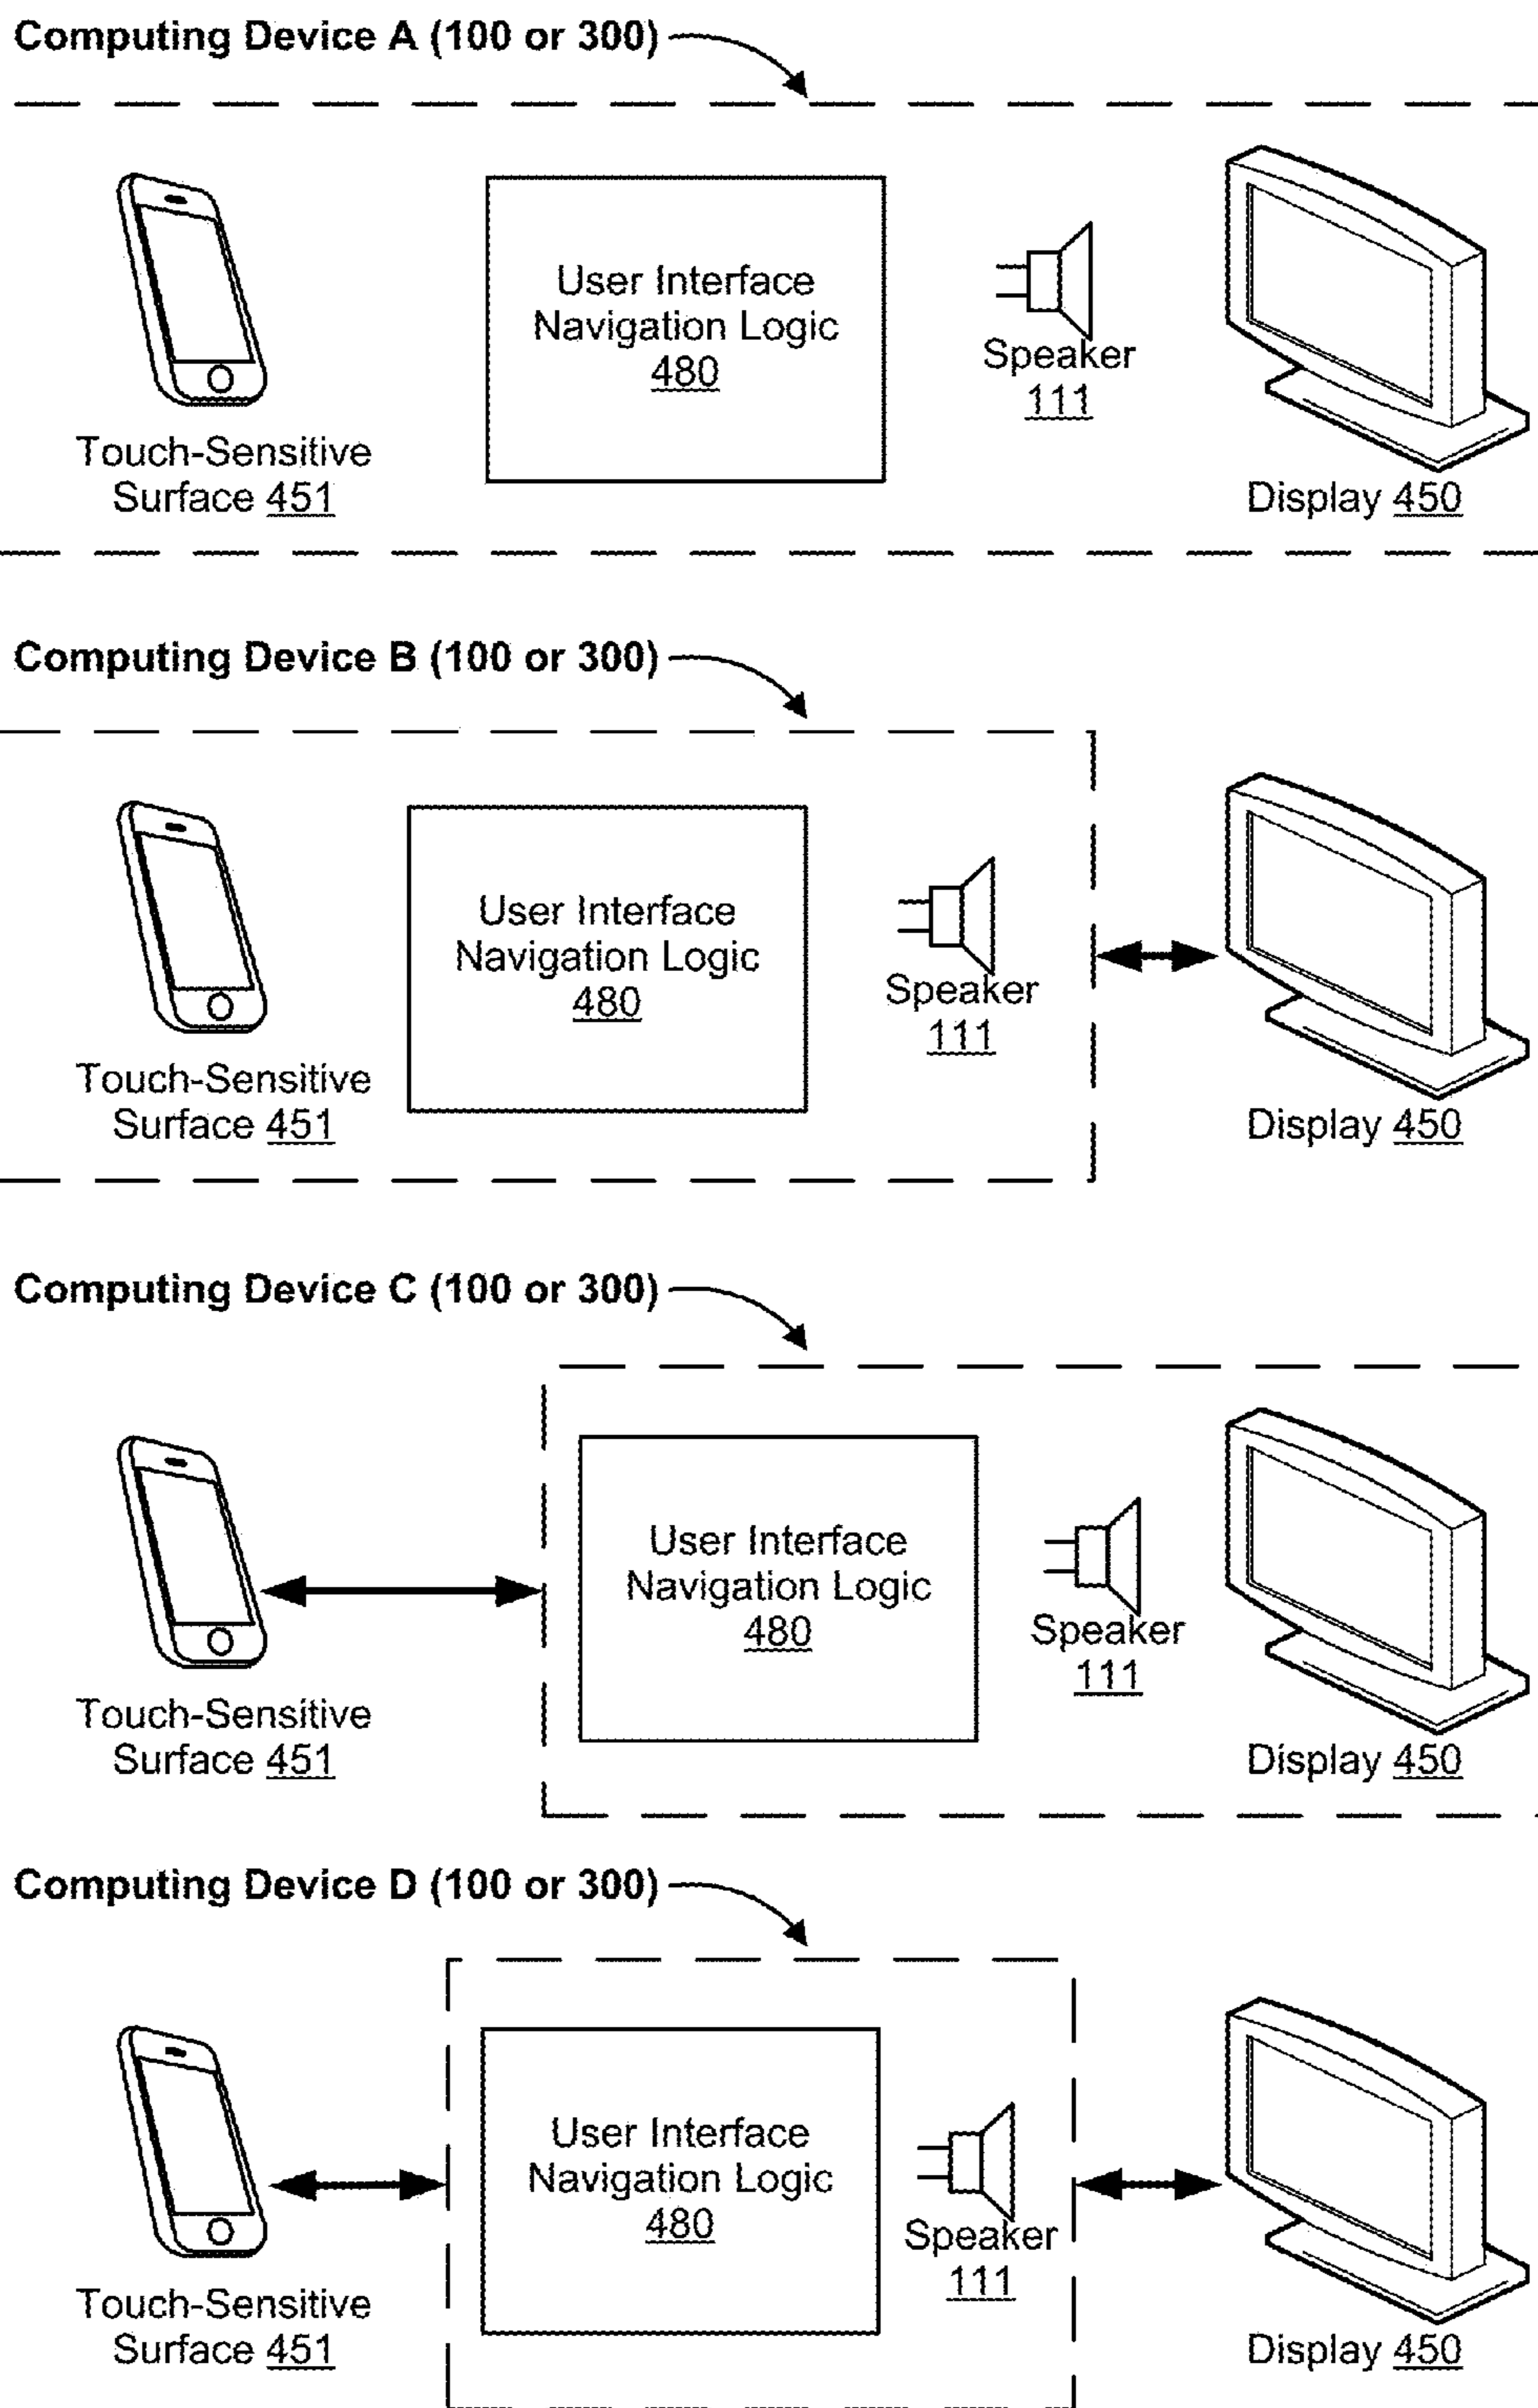 Computing Device A (100 or 300)
User Interface
Navigation Logic
480
Speaker
111
Touch-Sensitive
Surface 451
Display 450
Computing Device B (100 or 300)
User Interface
Navigation Logic
480
Speaker
111
Touch-Sensitive
Surface 451
Display 450
Computing Device C (100 or 300)
User Interface
Navigation Logic
480
Speaker
111
Touch-Sensitive
Surface 451
Display 450
Computing Device D (100 or 300)
User Interface
Navigation Logic
480
Speaker
111
Touch-Sensitive
Surface 451
Display 450